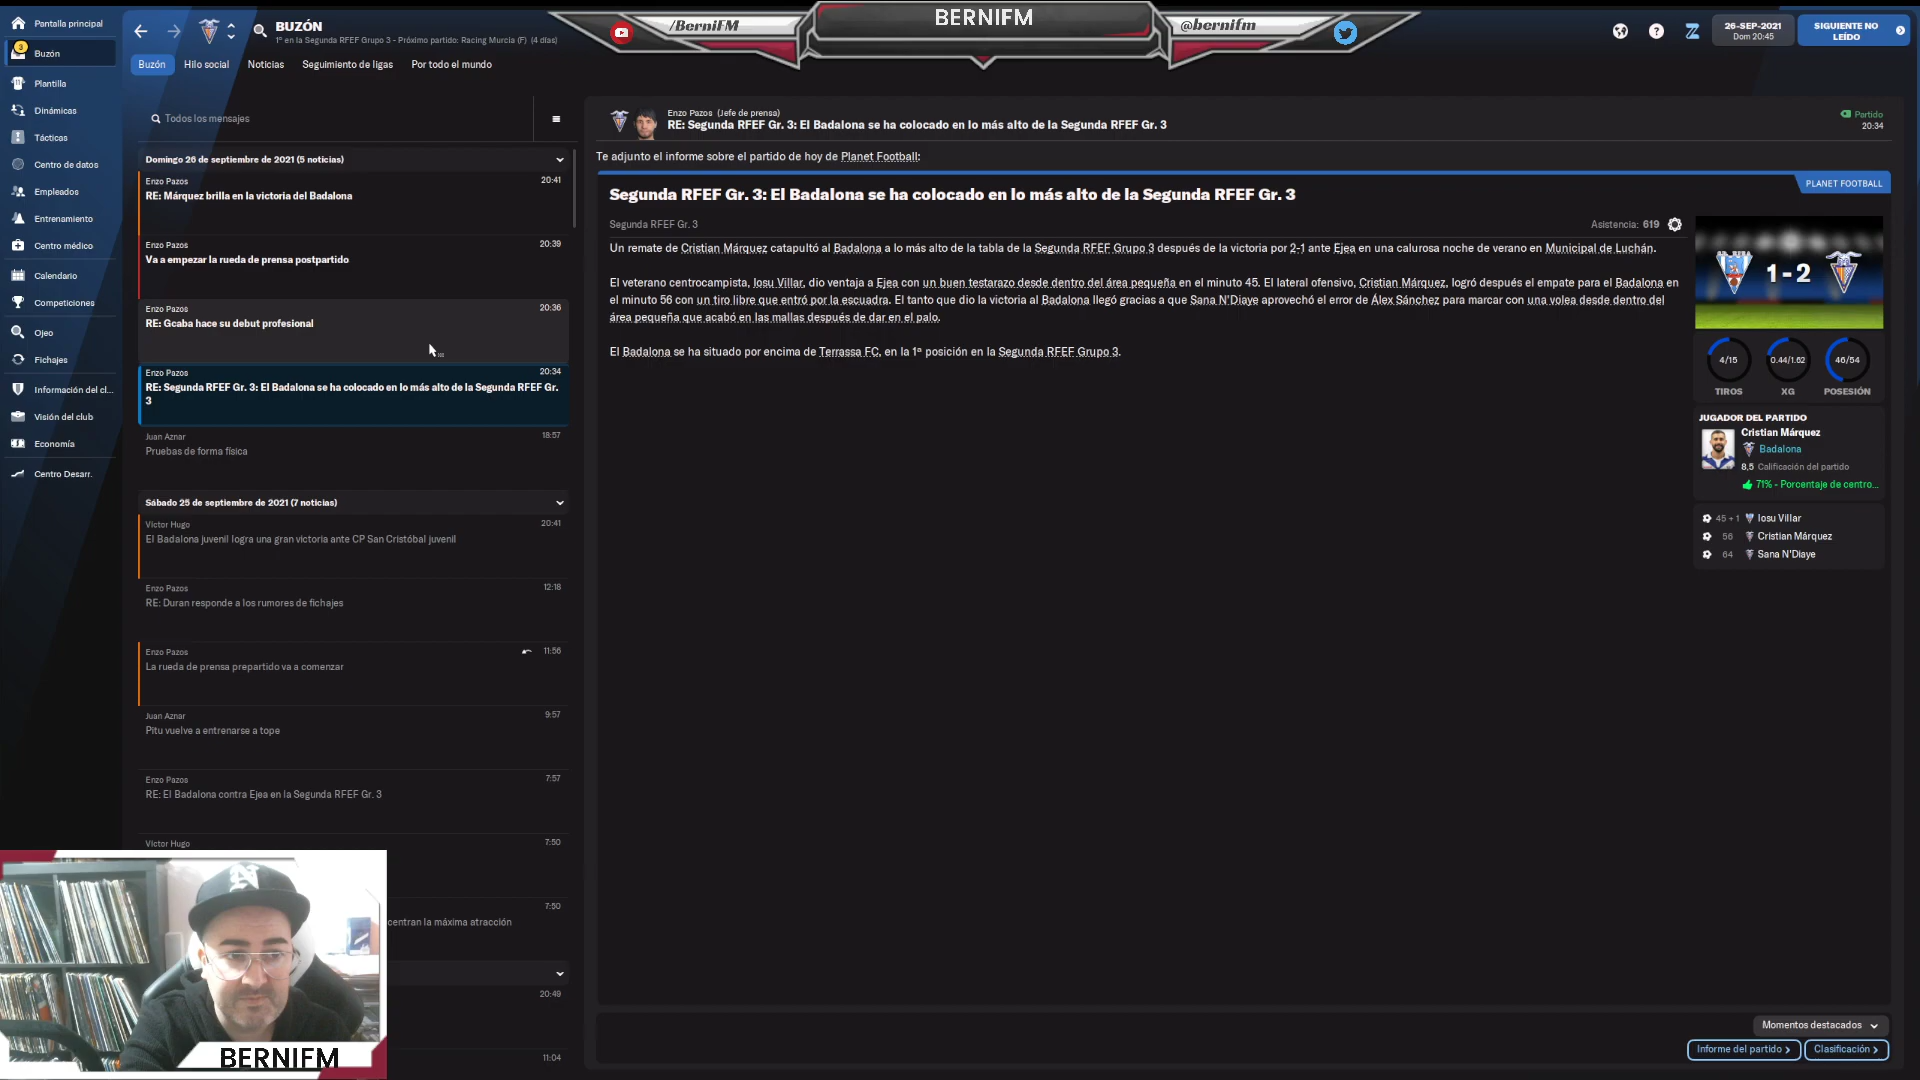 Pantalla principal
3
Buzón
Plantilla
Dinámicas
Tácticas
Centro de datos
Empleados
Entrenamiento
Centro médico
Calendario
Competiciones
Ojeo
Fichajes
Información del cl...
Visión del club
Economía
Centro Desarr.
BUZÓN
1º en la Segunda RFEF Grupo 3 - Próximo partido: Racing Murcia (F) (4 días)
/BerniFM
BERNIFM
@bernifm
26-SEP-2021
Dom 20:45
SIGUIENTE NO LEÍDO
Buzón
Hilo social
Noticias
Seguimiento de ligas
Por todo el mundo
Todos los mensajes
Domingo 26 de septiembre de 2021 (5 noticias)
Enzo Pazos 20:41
RE: Márquez brilla en la victoria del Badalona
Enzo Pazos 20:39
Va a empezar la rueda de prensa postpartido
Enzo Pazos 20:36
RE: Gcaba hace su debut profesional
Enzo Pazos 20:34
RE: Segunda RFEF Gr. 3: El Badalona se ha colocado en lo más alto de la Segunda RFEF Gr.
3
Juan Aznar 18:57
Pruebas de forma física
Sábado 25 de septiembre de 2021 (7 noticias)
Víctor Hugo 20:41
El Badalona juvenil logra una gran victoria ante CP San Cristóbal juvenil
Enzo Pazos 12:18
RE: Duran responde a los rumores de fichajes
Enzo Pazos 11:56
La rueda de prensa prepartido va a comenzar
Juan Aznar 9:57
Pitu vuelve a entrenarse a tope
Enzo Pazos 7:57
RE: El Badalona contra Ejea en la Segunda RFEF Gr. 3
Víctor Hugo 7:50
7:50
centran la máxima atracción
20:49
11:04
BERNIFM
Enzo Pazos (Jefe de prensa)
RE: Segunda RFEF Gr. 3: El Badalona se ha colocado en lo más alto de la Segunda RFEF Gr. 3
Partido
20:34
Te adjunto el informe sobre el partido de hoy de Planet Football:
PLANET FOOTBALL
Segunda RFEF Gr. 3: El Badalona se ha colocado en lo más alto de la Segunda RFEF Gr. 3
Segunda RFEF Gr. 3
Asistencia: 619
Un remate de Cristian Márquez catapultó al Badalona a lo más alto de la tabla de la Segunda RFEF Grupo 3 después de la victoria por 2-1 ante Ejea en una calurosa noche de verano en Municipal de Luchán.
El veterano centrocampista, Iosu Villar, dio ventaja a Ejea con un buen testarazo desde dentro del área pequeña en el minuto 45. El lateral ofensivo, Cristian Márquez, logró después el empate para el Badalona en
el minuto 56 con un tiro libre que entró por la escuadra. El tanto que dio la victoria al Badalona llegó gracias a que Sana N'Diaye aprovechó el error de Álex Sánchez para marcar con una volea desde dentro del
área pequeña que acabó en las mallas después de dar en el palo.
El Badalona se ha situado por encima de Terrassa FC, en la 1ª posición en la Segunda RFEF Grupo 3.
1 - 2
4/15
0.44/1.62
46/54
TIROS
XG
POSESIÓN
JUGADOR DEL PARTIDO
Cristian Márquez
Badalona
8,5 Calificación del partido
71% - Porcentaje de centro...
45 + 1 Iosu Villar
56 Cristian Márquez
64 Sana N'Diaye
Momentos destacados
Informe del partido
Clasificación